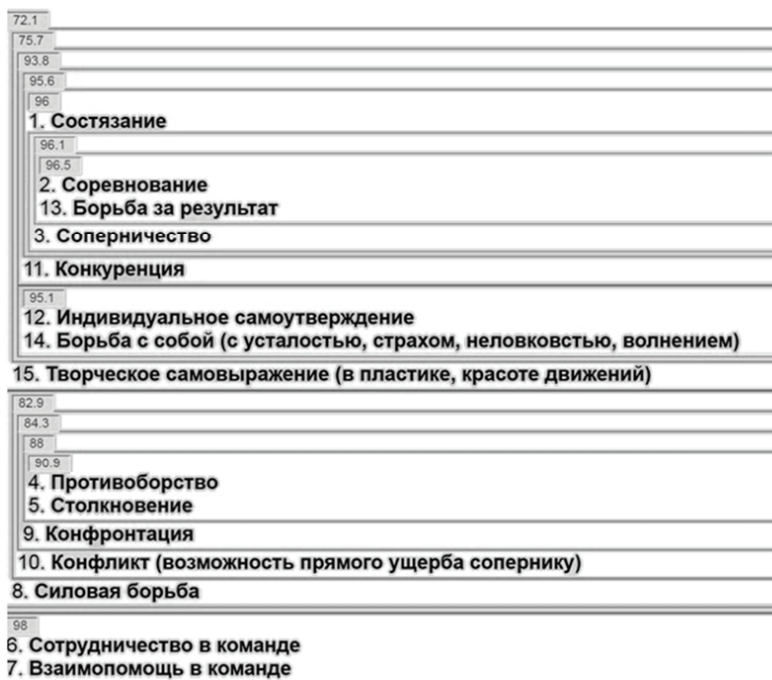 72.1
75.7
93.8
95.6
96
1. Состязание
96.1
96.5
2. Соревнование
13. Борьба за результат
3. Соперничество
11. Конкуренция
95.1
12. Индивидуальное самоутверждение
14. Борьба с собой (с усталостью, страхом, неловковстью, волнением)
15. Творческое самовыражение (в пластике, красоте движений)
82.9
84.3
88
90.9
4. Противоборство
5. Столкновение
9. Конфронтация
10. Конфликт (возможность прямого ущерба сопернику)
8. Силовая борьба
98
6. Сотрудничество в команде
7. Взаимопомощь в команде